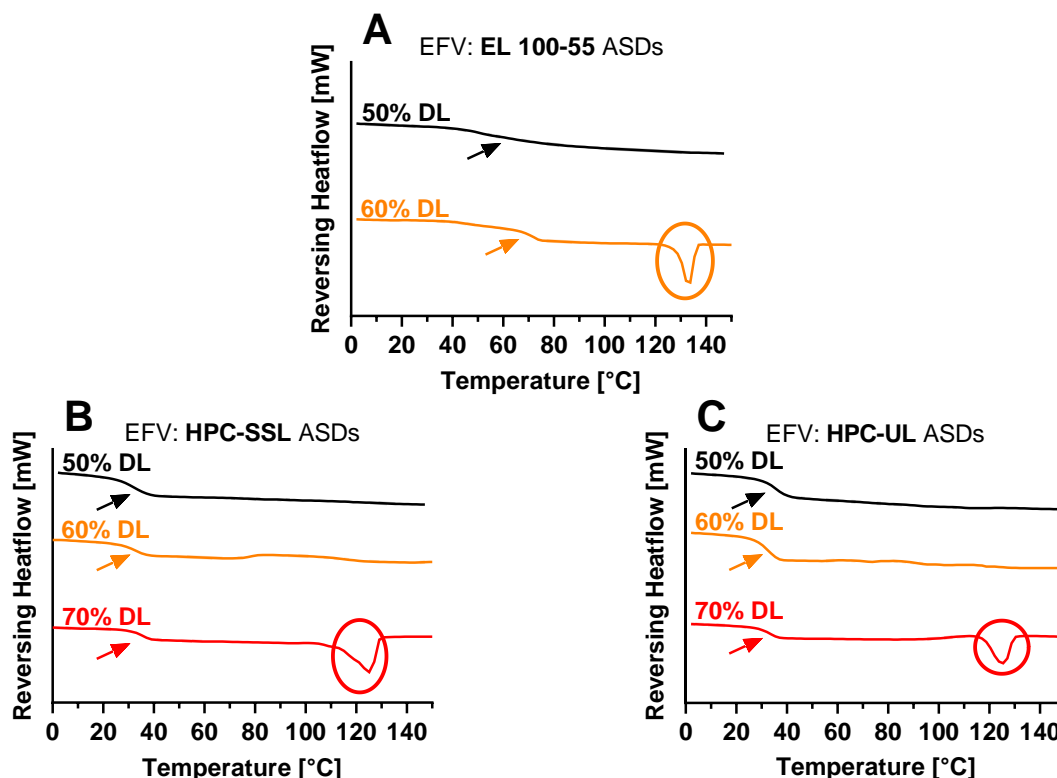 A
EFV: EL 100-55 ASDs
Reversing Heatflow [mW]
50% DL
60% DL
0 20 40 60 80 100 120 140
Temperature [°C]
B
EFV: HPC-SSL ASDs
Reversing Heatflow [mW]
50% DL
60% DL
70% DL
0 20 40 60 80 100 120 140
Temperature [°C]
C
EFV: HPC-UL ASDs
Reversing Heatflow [mW]
50% DL
60% DL
70% DL
0 20 40 60 80 100 120 140
Temperature [°C]